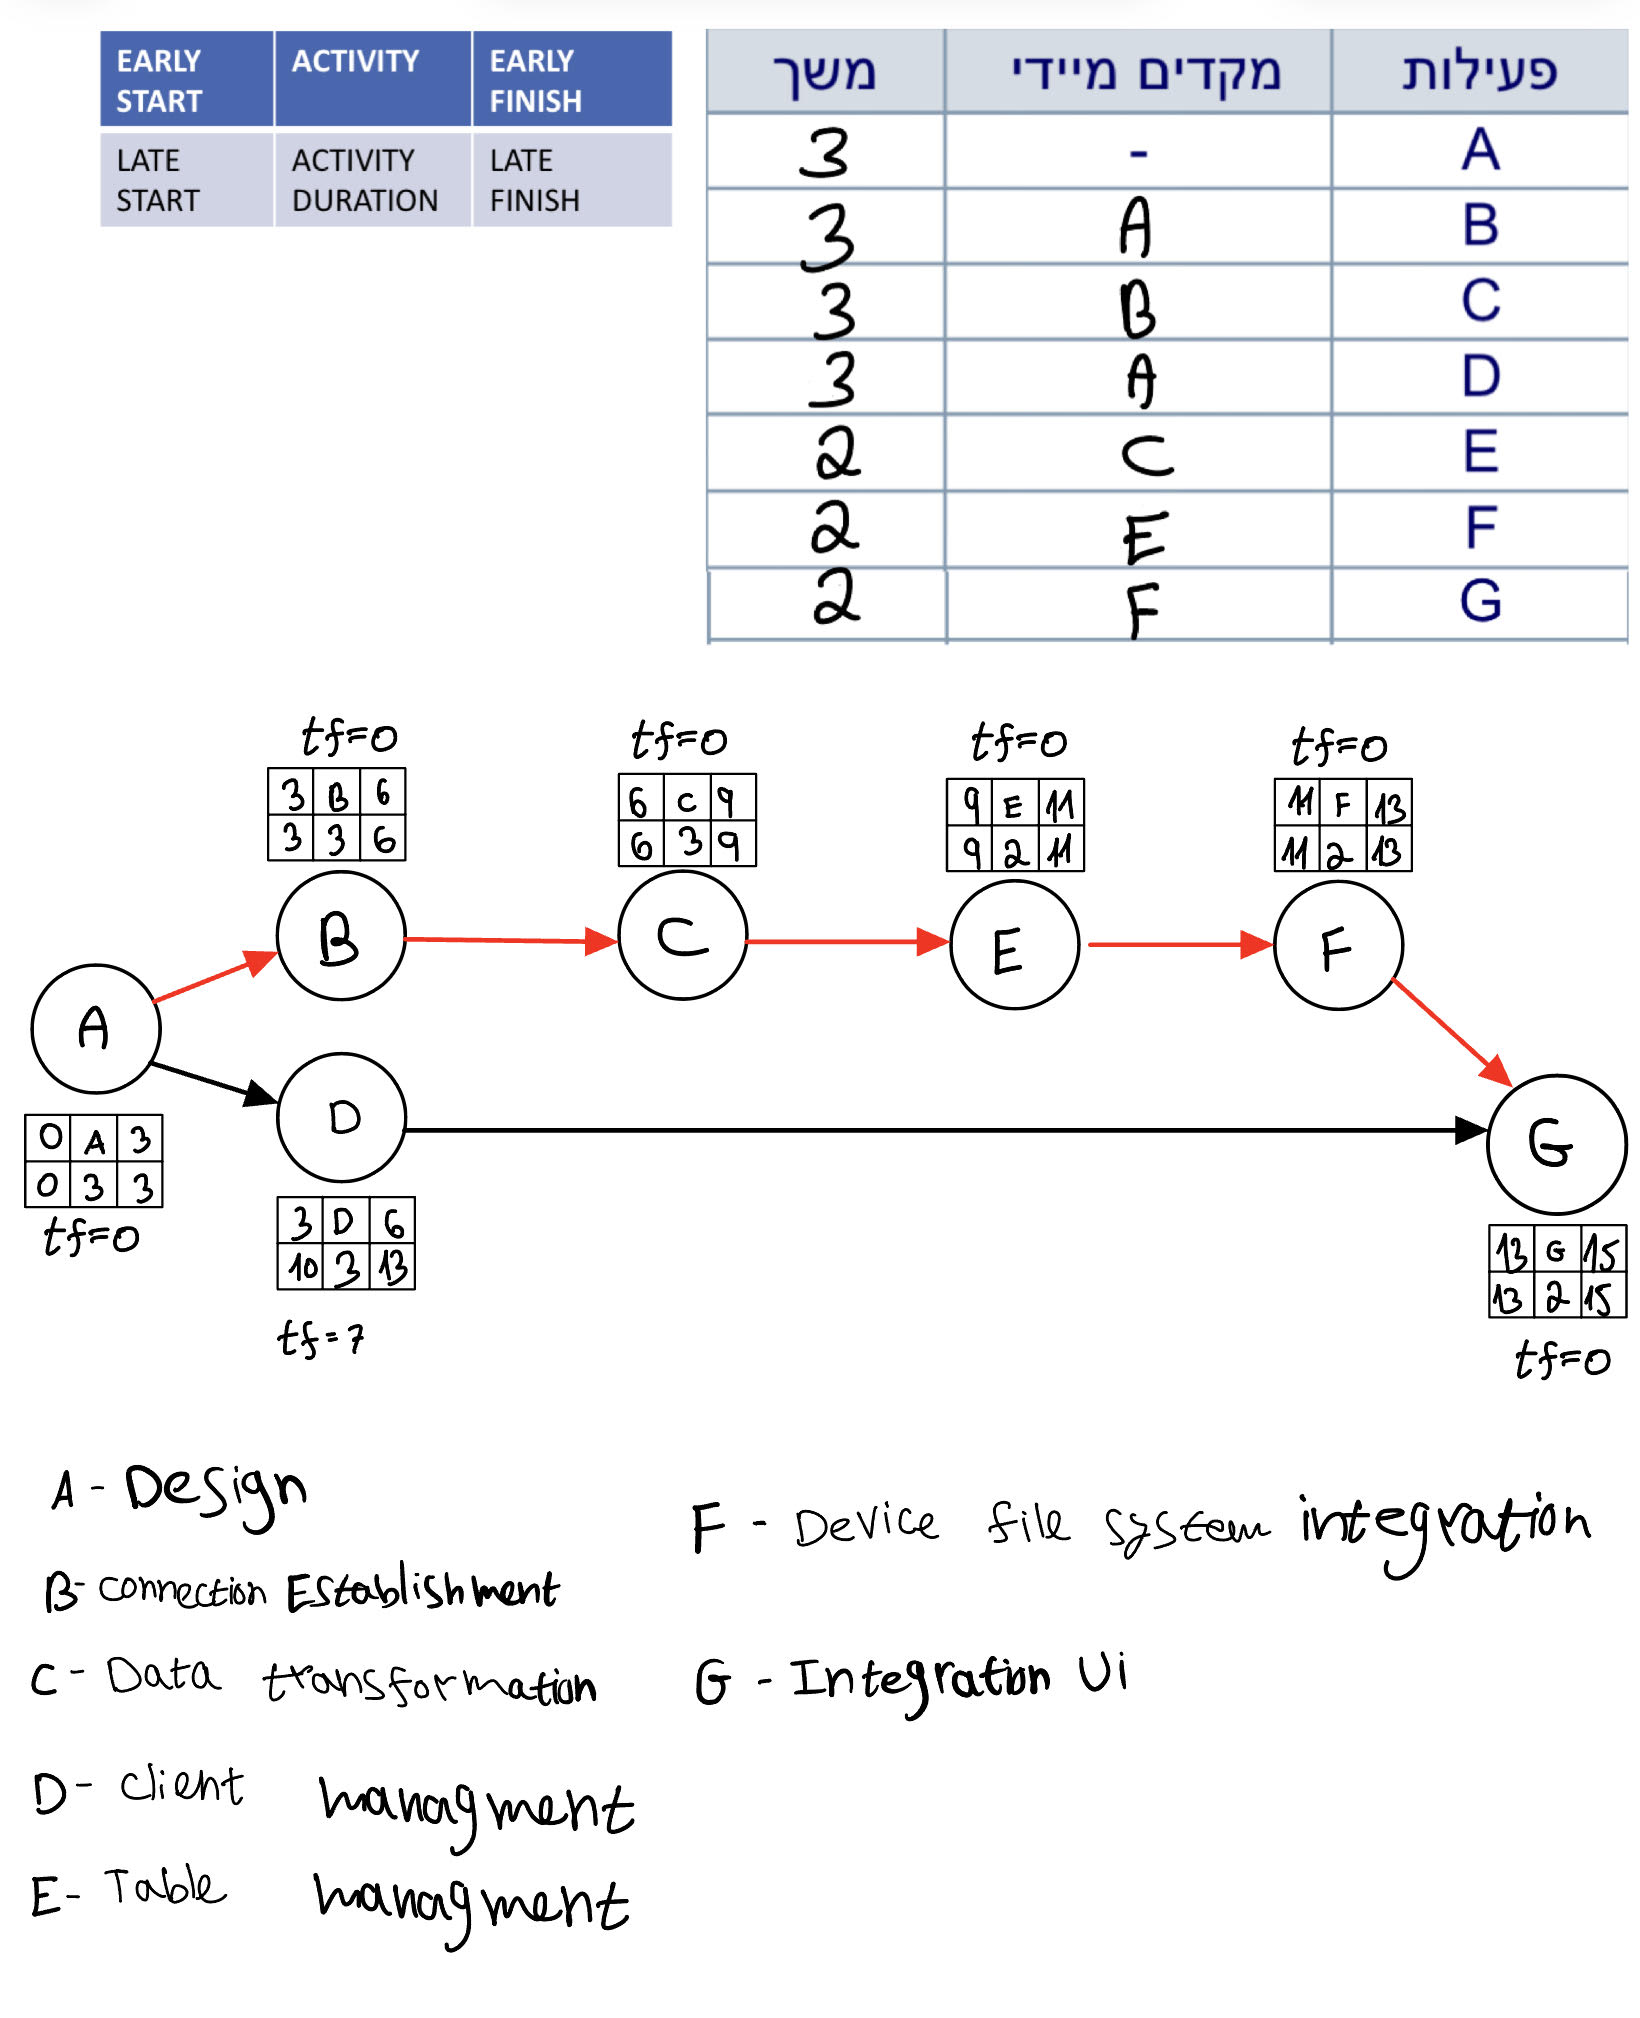 EARLY START ACTIVITY EARLY FINISH
LATE START ACTIVITY DURATION LATE FINISH
פעילות מקדים מיידי משך
A - 3
B A 3
C B 3
D A 3
E C 2
F E 2
G F 2
tf=0
3 B 6
3 3 6
B
tf=0
6 C 9
6 3 9
C
tf=0
9 E 11
9 2 11
E
tf=0
11 F 13
11 2 13
F
A
0 A 3
0 3 3
tf=0
D
3 D 6
10 3 13
tf=7
G
13 G 15
13 2 15
tf=0
A - Design
B- connection Establishment
C - Data transformation
D- client managment
E- Table managment
F - Device file system integration
G - Integration Ui